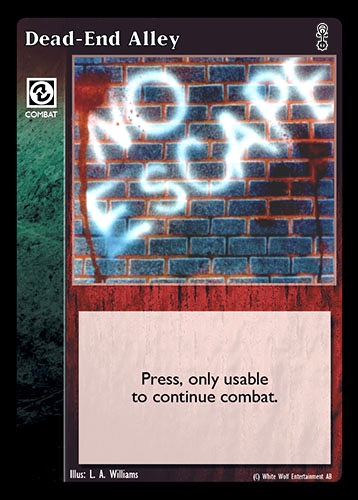 Dead-End Alley
COMBAT
NO
ESCAPE
Press, only usable
to continue combat.
Illus: L. A. Williams
(C) White Wolf Entertainment AB